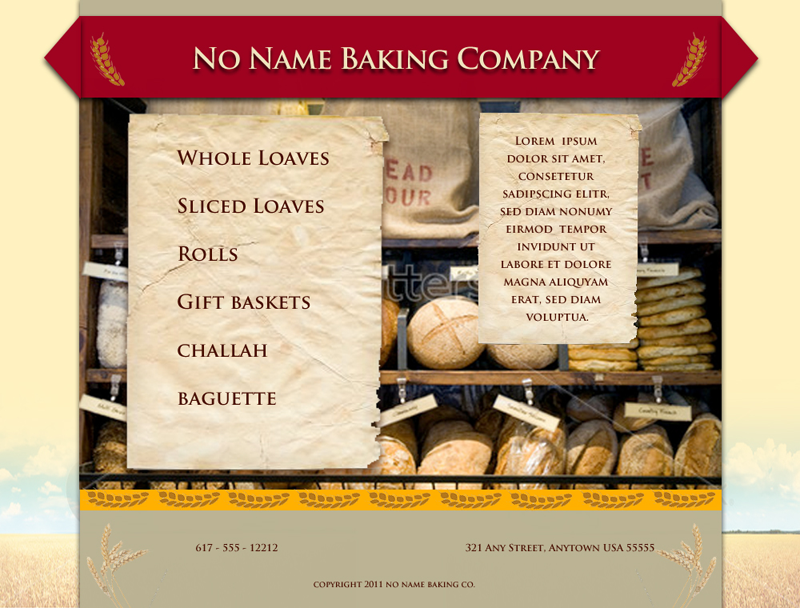 No Name Baking Company
Whole Loaves
Sliced Loaves
Rolls
Gift baskets
challah
baguette
Lorem ipsum
dolor sit amet,
consetetur
sadipscing elitr,
sed diam nonumy
eirmod tempor
invidunt ut
labore et dolore
magna aliquyam
erat, sed diam
voluptua.
EAD
OUR
617 - 555 - 12212
321 Any Street, Anytown USA 55555
copyright 2011 no name baking co.